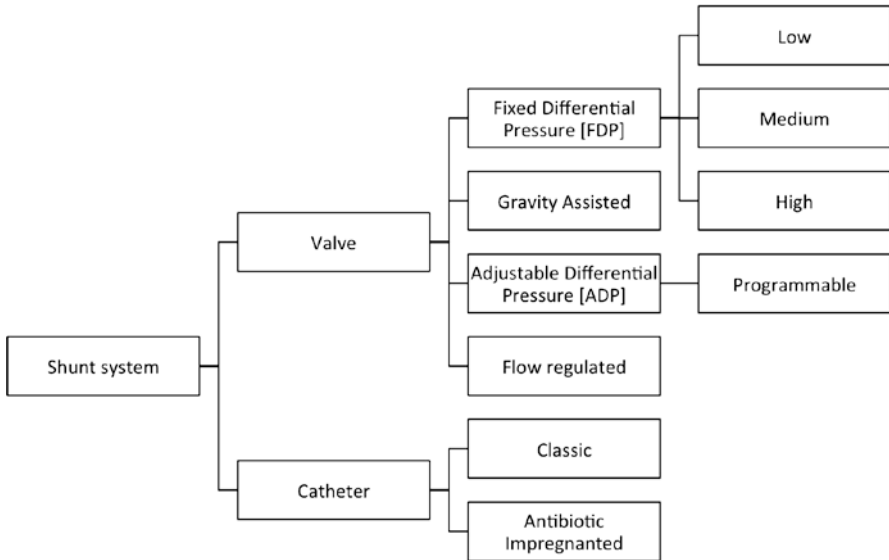 Low
Fixed Differential
Pressure [FDP]
Medium
Gravity Assisted
High
Valve
Adjustable Differential
Pressure [ADP]
Programmable
Shunt system
Flow regulated
Classic
Catheter
Antibiotic
Impregnanted